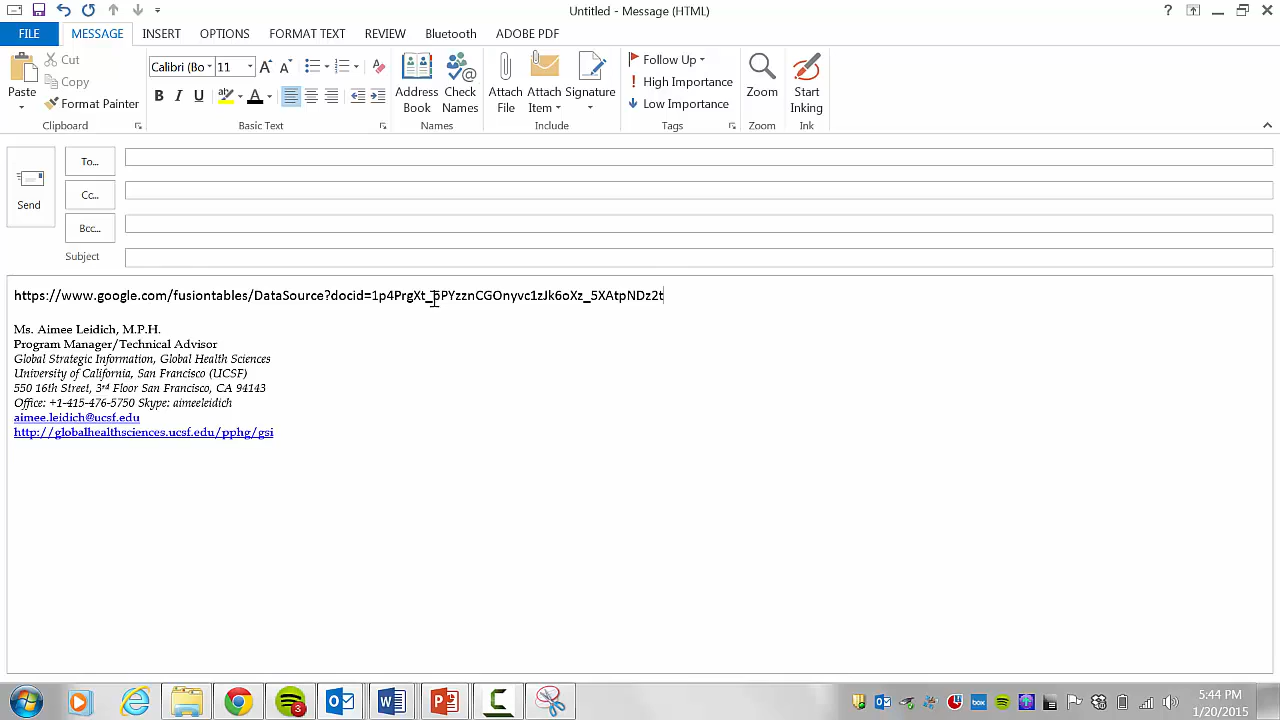 Untitled - Message (HTML)
FILE MESSAGE INSERT OPTIONS FORMAT TEXT REVIEW Bluetooth ADOBE PDF
Paste
Cut
Copy
Format Painter
Clipboard
Calibri (Bo 11
B I U A
Basic Text
Address Book
Check Names
Names
Attach File
Attach Item
Signature
Include
Follow Up
High Importance
Low Importance
Tags
Zoom
Zoom
Start Inking
Ink
Send
To...
Cc...
Bcc...
Subject
https://www.google.com/fusiontables/DataSource?docid=1p4PrgXt_5PYzznCGOnyvc1zJk6oXz_5XAtpNDz2t
Ms. Aimee Leidich, M.P.H.
Program Manager/Technical Advisor
Global Strategic Information, Global Health Sciences
University of California, San Francisco (UCSF)
550 16th Street, 3rd Floor San Francisco, CA 94143
Office: +1-415-476-5750 Skype: aimeeleidich
aimee.leidich@ucsf.edu
http://globalhealthsciences.ucsf.edu/pphg/gsi
5:44 PM
1/20/2015